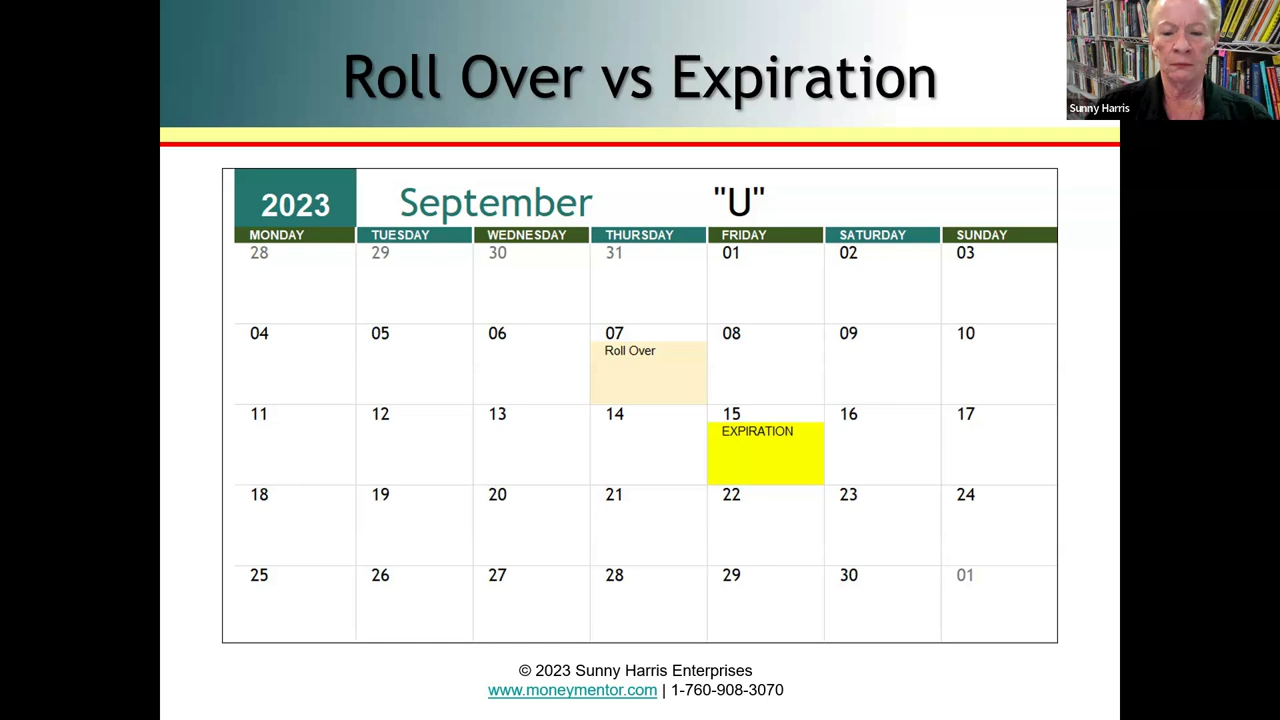 Roll Over vs Expiration
Sunny Harris
2023 September "U"
MONDAY TUESDAY WEDNESDAY THURSDAY FRIDAY SATURDAY SUNDAY
28 29 30 31 01 02 03
04 05 06 07 08 09 10
Roll Over
11 12 13 14 15 16 17
EXPIRATION
18 19 20 21 22 23 24
25 26 27 28 29 30 01
© 2023 Sunny Harris Enterprises
www.moneymentor.com | 1-760-908-3070